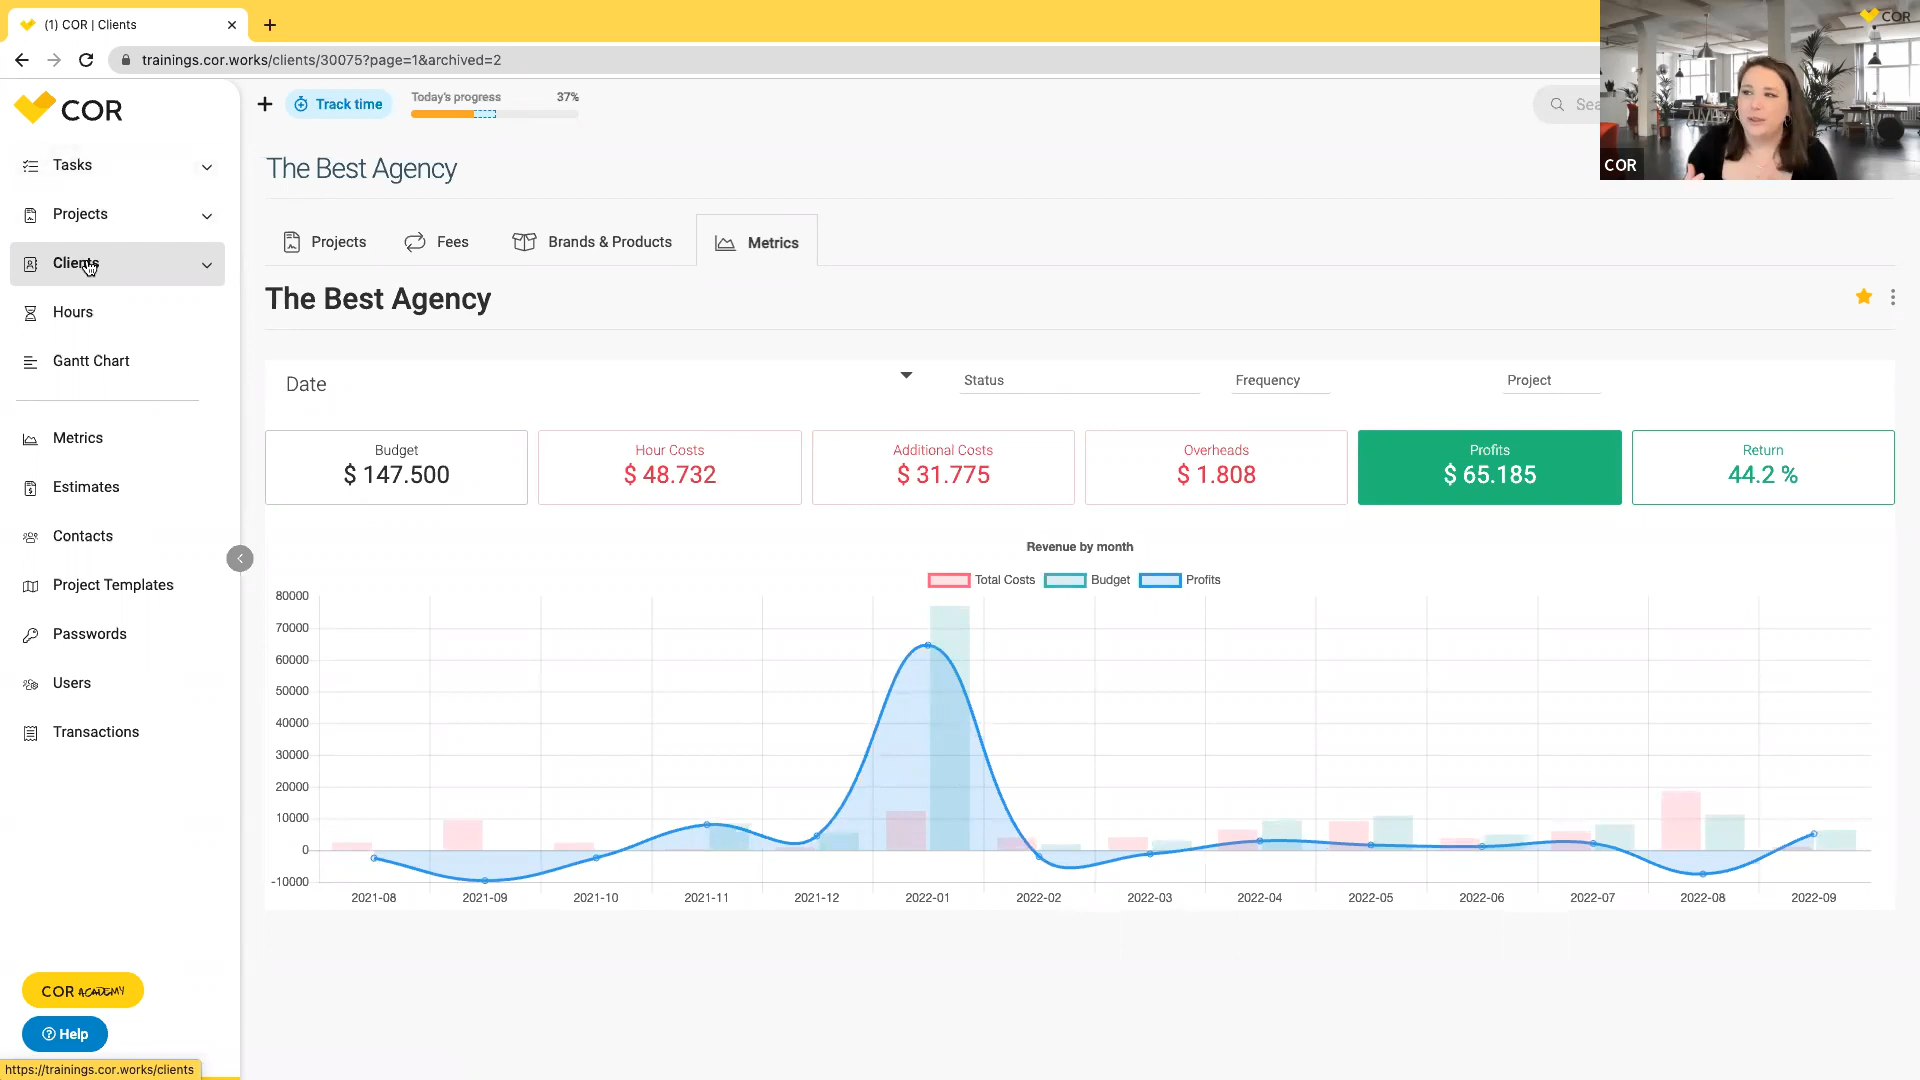 (1) COR | Clients
trainings.cor.works/clients/30075?page=1&archived=2
COR
COR
COR
Track time
Today's progress 37%
Tasks
Projects
Clients
Hours
Gantt Chart
Metrics
Estimates
Contacts
Project Templates
Passwords
Users
Transactions
COR ACADEMY
Help
https://trainings.cor.works/clients
The Best Agency
Projects Fees Brands & Products Metrics
The Best Agency
Date Status Frequency Project
Budget Hour Costs Additional Costs Overheads Profits Return
$ 147.500 $ 48.732 $ 31.775 $ 1.808 $ 65.185 44.2 %
Revenue by month
Total Costs Budget Profits
80000
70000
60000
50000
40000
30000
20000
10000
0
-10000
2021-08 2021-09 2021-10 2021-11 2021-12 2022-01 2022-02 2022-03 2022-04 2022-05 2022-06 2022-07 2022-08 2022-09